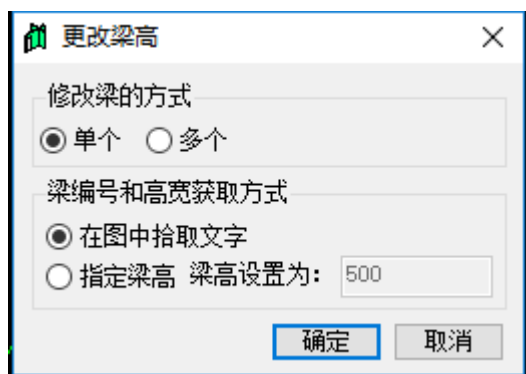 更改梁高
修改梁的方式
单个 多个
梁编号和高宽获取方式
在图中拾取文字
指定梁高 梁高设置为： 500
确定 取消